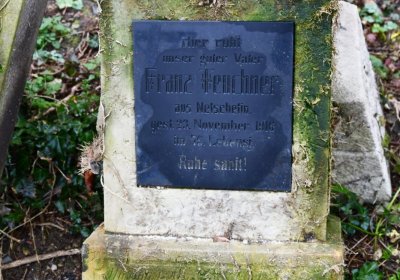 Hier ruht
unser guter Vater
Franz
aus
gest. 23. November
im Lebensj.
Ruhe sanft!